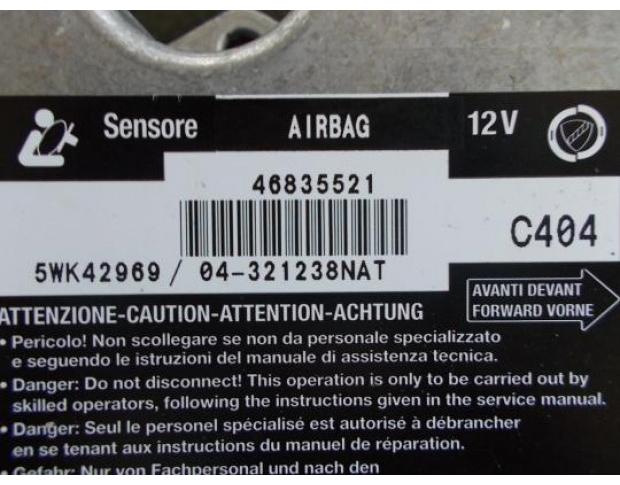 Sensore AIRBAG 12V
46835521
C404
5WK42969 / 04-321238NAT
AVANTI DEVANT
FORWARD VORNE
ATTENZIONE-CAUTION-ATTENTION-ACHTUNG
• Pericolo! Non scollegare se non da personale specializzato
e seguendo le istruzioni del manuale di assistenza tecnica.
• Danger: Do not disconnect! This operation is only to be carried out by
skilled operators, following the instructions given in the service manual.
• Danger: Seul le personel spécialisé est autorisé à débrancher
en se tenant aux instructions du manuel de réparation.
• Gefahr: Nur von Fachpersonal und nach den